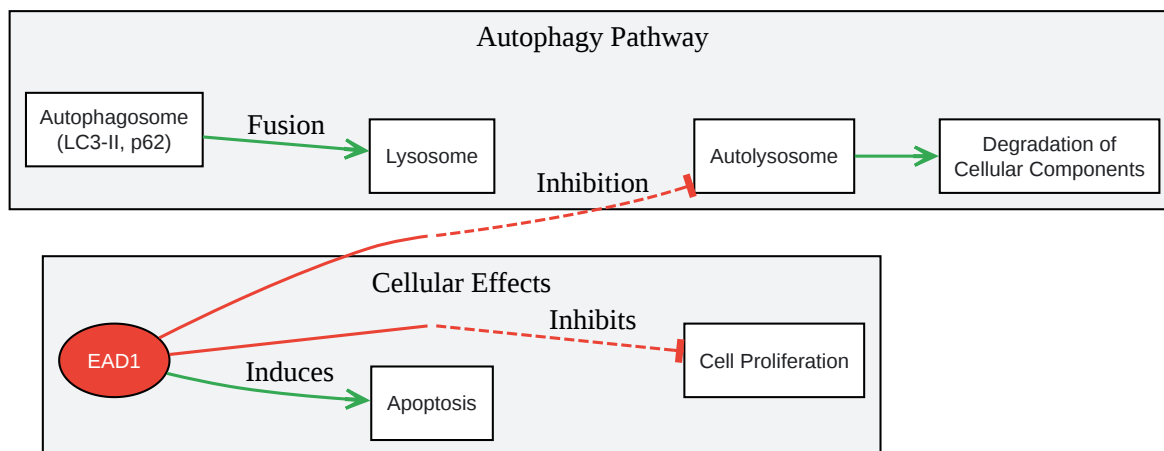 Autophagy Pathway
Autophagosome
(LC3-II, p62)
Fusion
Lysosome
Inhibition
Autolysosome
Degradation of
Cellular Components
Cellular Effects
EAD1
Inhibits
Cell Proliferation
Induces
Apoptosis